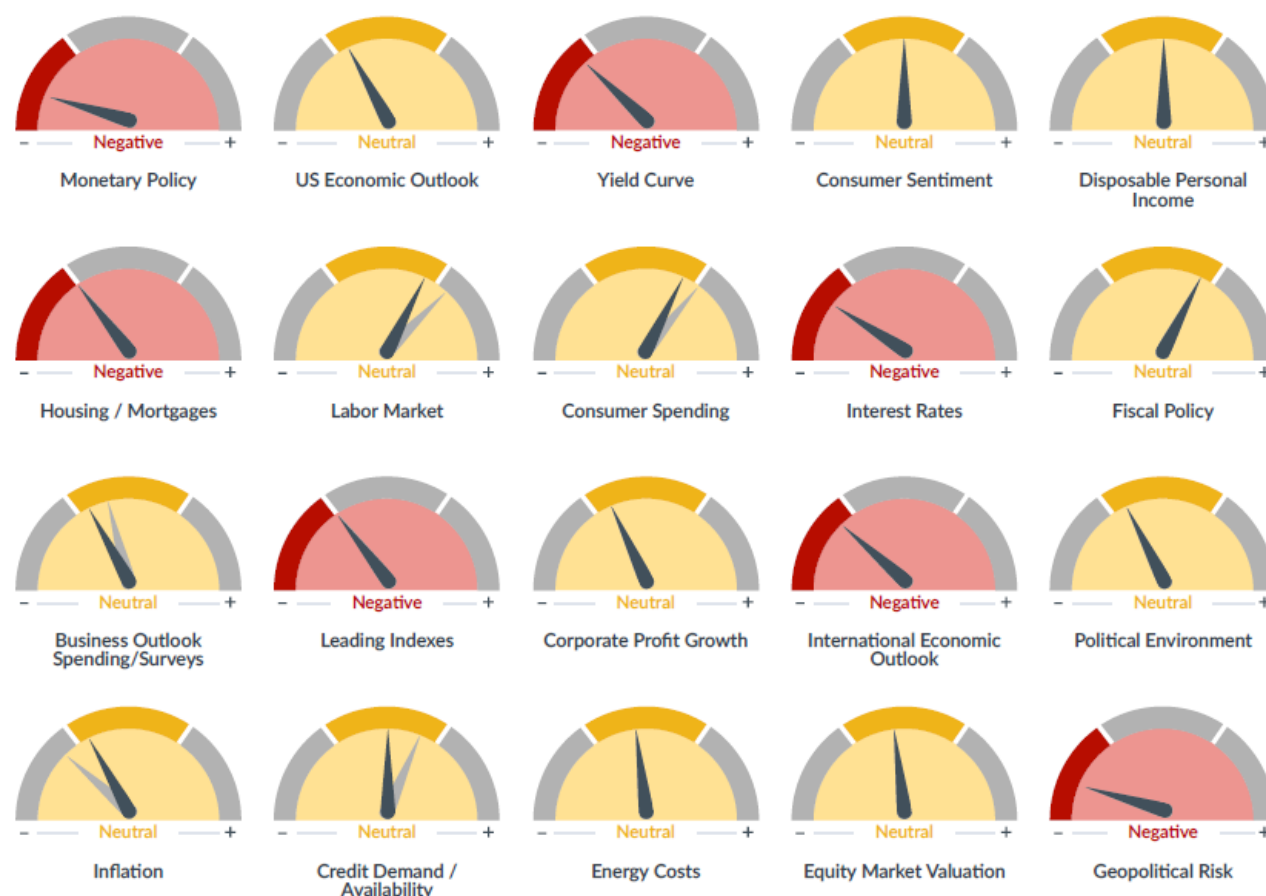 – Negative +
– Neutral +
– Negative +
– Neutral +
– Neutral +
Monetary Policy
US Economic Outlook
Yield Curve
Consumer Sentiment
Disposable Personal
Income
– Negative +
– Neutral +
– Neutral +
– Negative +
– Neutral +
Housing / Mortgages
Labor Market
Consumer Spending
Interest Rates
Fiscal Policy
– Neutral +
– Negative +
– Neutral +
– Negative +
– Neutral +
Business Outlook
Spending/Surveys
Leading Indexes
Corporate Profit Growth
International Economic
Outlook
Political Environment
– Neutral +
– Neutral +
– Neutral +
– Neutral +
– Negative +
Inflation
Credit Demand /
Availability
Energy Costs
Equity Market Valuation
Geopolitical Risk